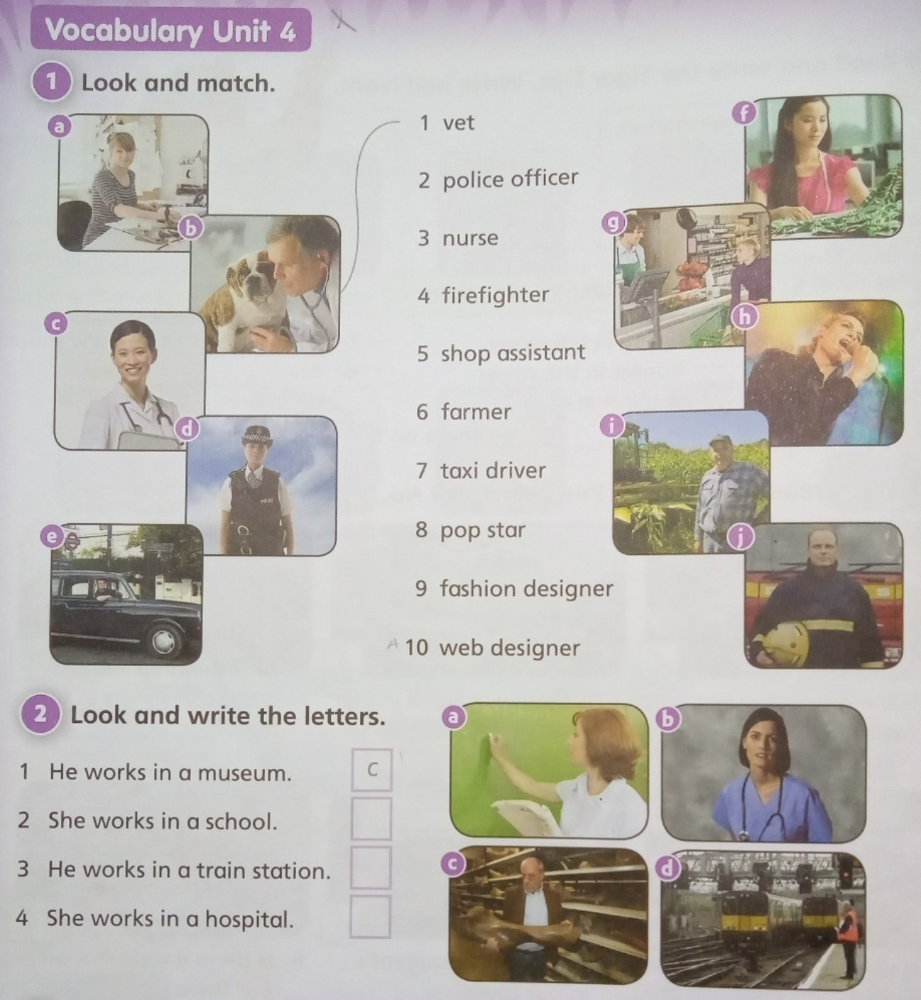 Vocabulary Unit 4
1 Look and match.
a
b
c
d
e
1 vet
2 police officer
3 nurse
4 firefighter
5 shop assistant
6 farmer
7 taxi driver
8 pop star
9 fashion designer
A 10 web designer
f
g
h
i
j
2 Look and write the letters.
1 He works in a museum. C
2 She works in a school.
3 He works in a train station.
4 She works in a hospital.
a
b
c
d